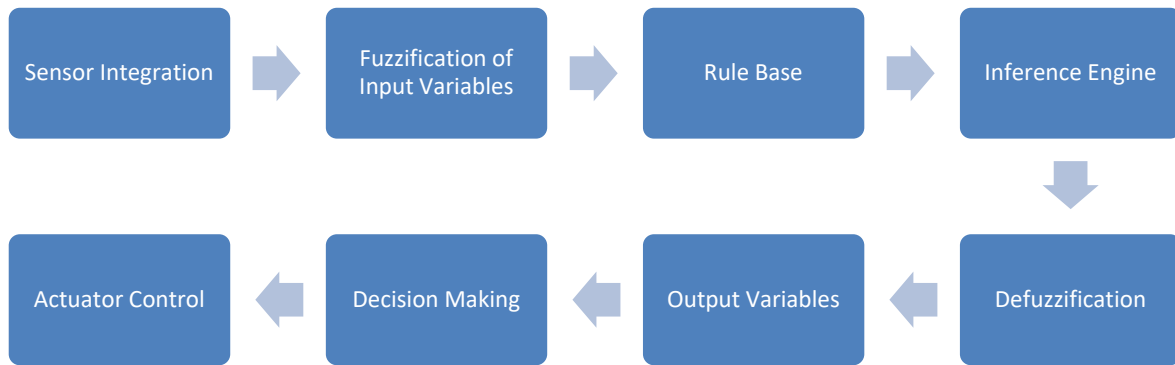 Sensor Integration
Fuzzification of
Input Variables
Rule Base
Inference Engine
Defuzzification
Output Variables
Decision Making
Actuator Control